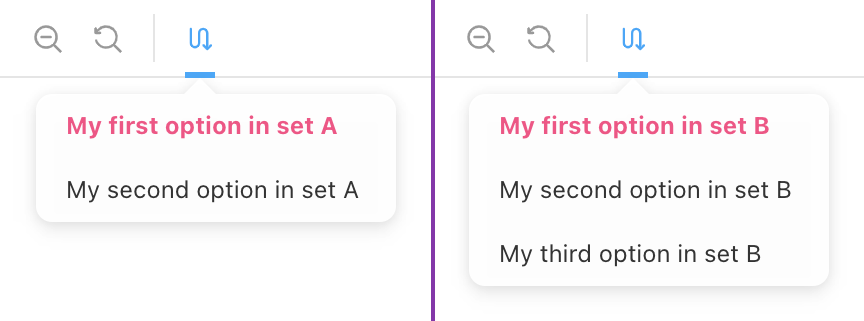 My first option in set A
My second option in set A
My first option in set B
My second option in set B
My third option in set B